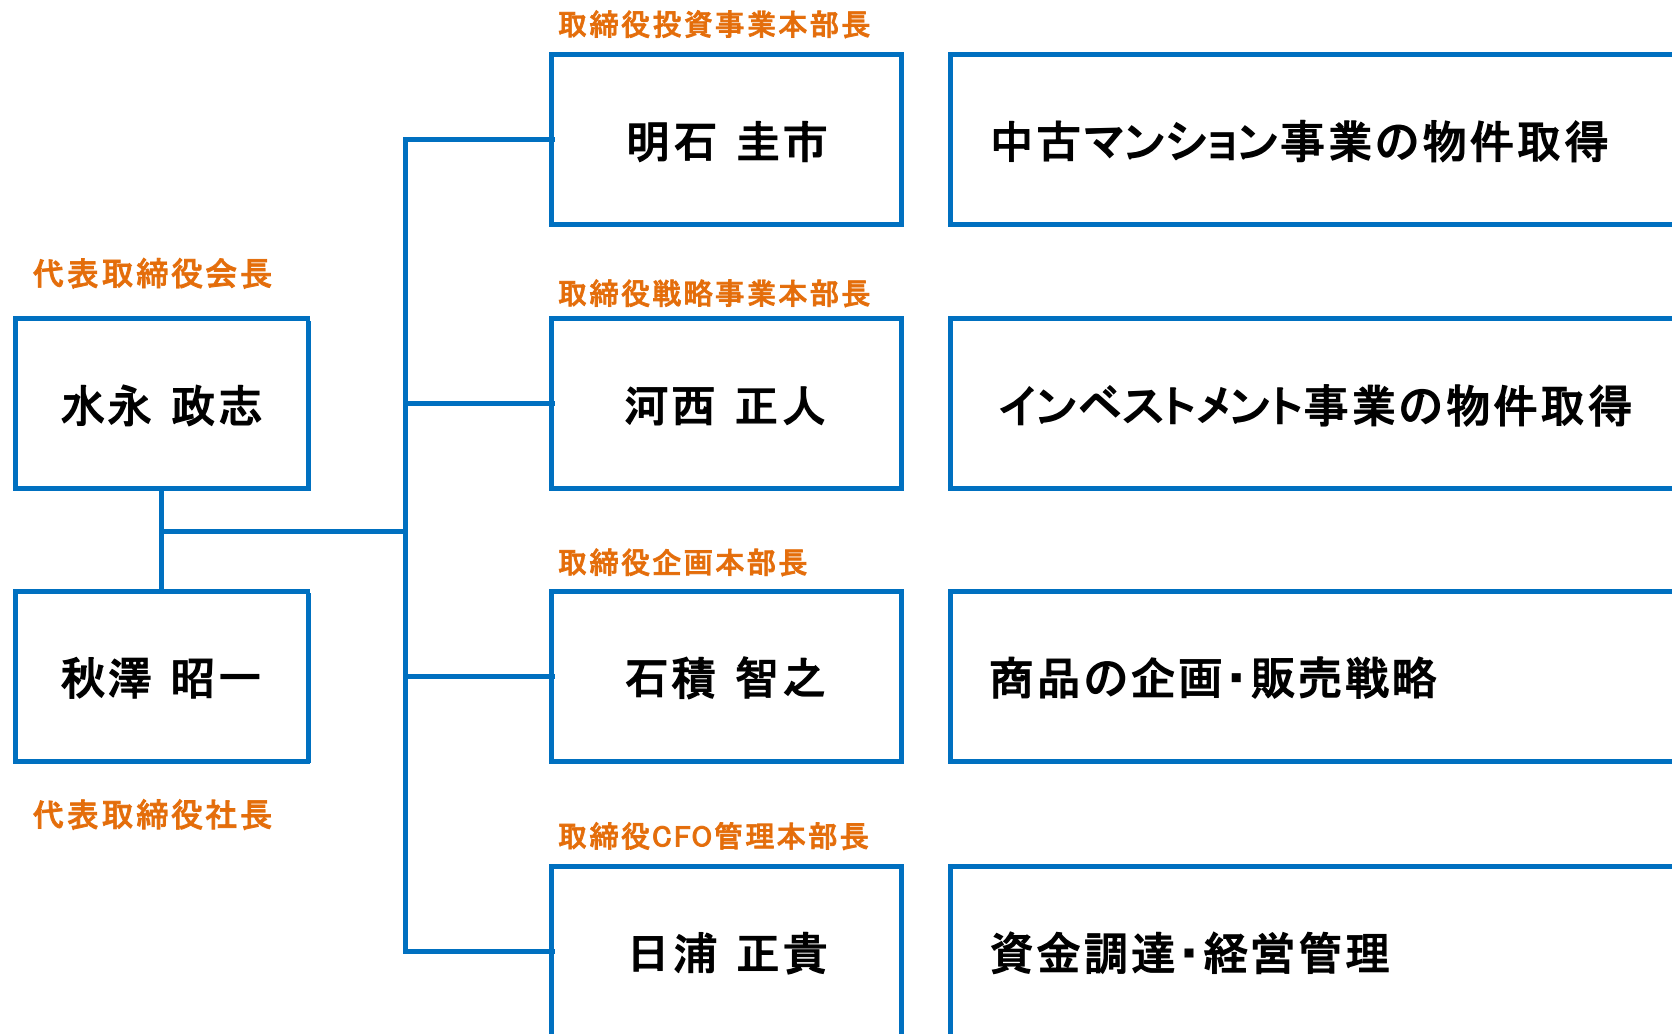 代表取締役会長
水永 政志
秋澤 昭一
代表取締役社長
取締役投資事業本部長
明石 圭市
中古マンション事業の物件取得
取締役戦略事業本部長
河西 正人
インベストメント事業の物件取得
取締役企画本部長
石積 智之
商品の企画・販売戦略
取締役CFO管理本部長
日浦 正貴
資金調達・経営管理